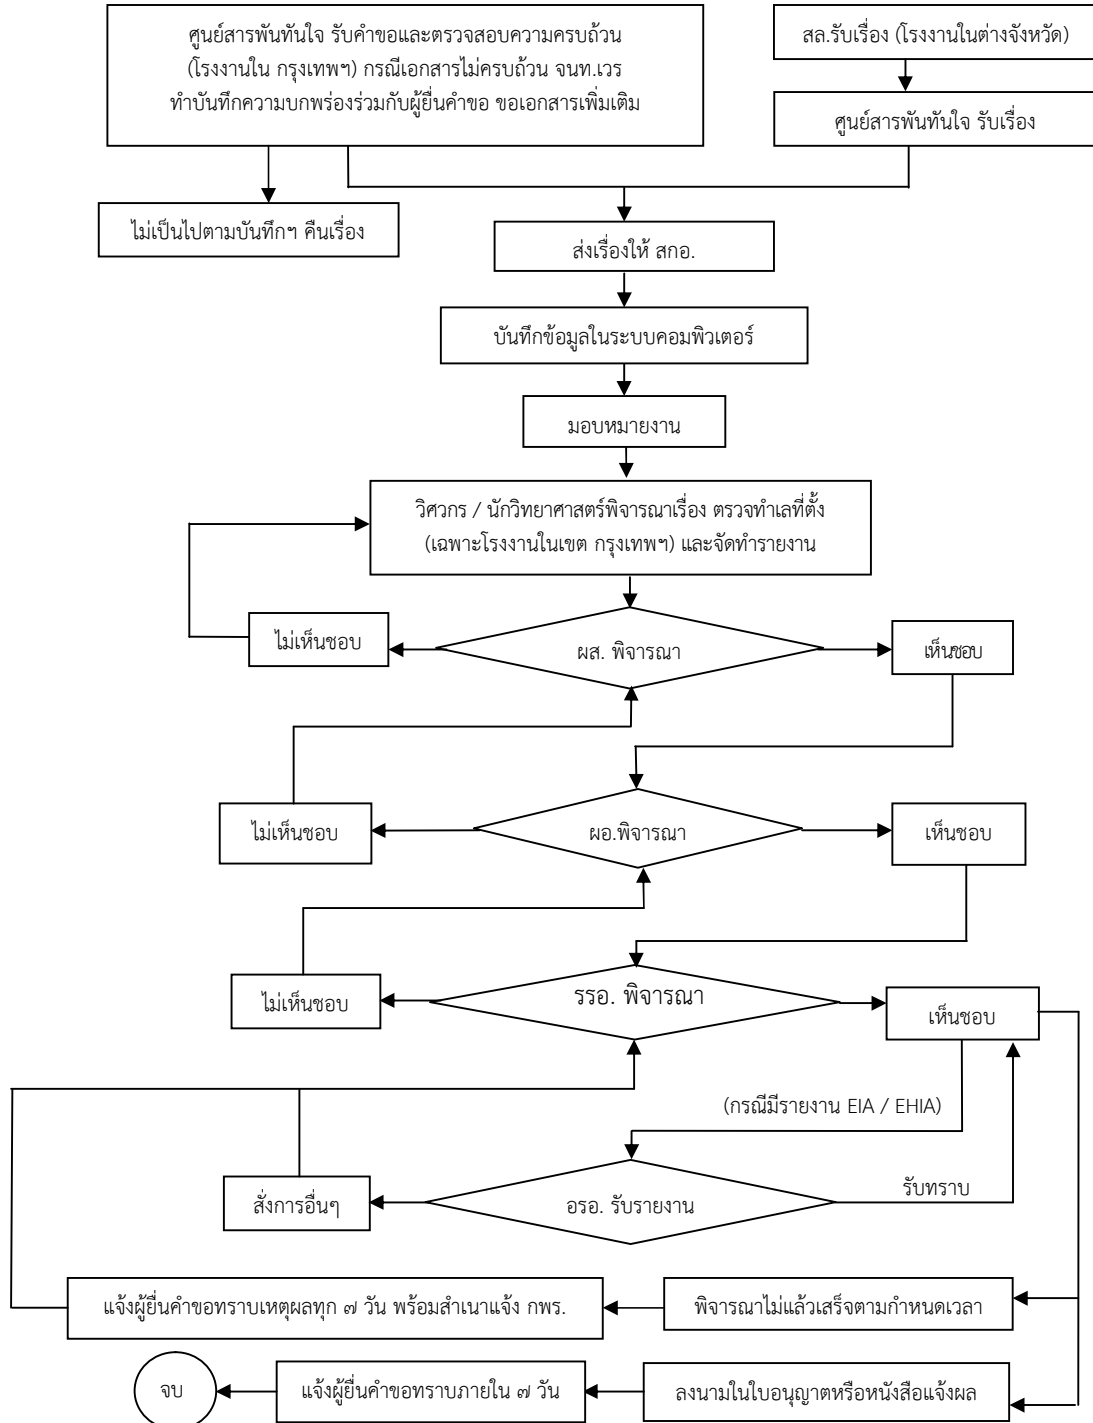 ศูนย์สารพันทันใจ รับคำขอและตรวจสอบความครบถ้วน
(โรงงานใน กรุงเทพฯ) กรณีเอกสารไม่ครบถ้วน จนท.เวร
ทำบันทึกความบกพร่องร่วมกับผู้ยื่นคำขอ ขอเอกสารเพิ่มเติม
สล.รับเรื่อง (โรงงานในต่างจังหวัด)
ศูนย์สารพันทันใจ รับเรื่อง
ไม่เป็นไปตามบันทึกฯ คืนเรื่อง
ส่งเรื่องให้ สกอ.
บันทึกข้อมูลในระบบคอมพิวเตอร์
มอบหมายงาน
วิศวกร / นักวิทยาศาสตร์พิจารณาเรื่อง ตรวจทำเลที่ตั้ง
(เฉพาะโรงงานในเขต กรุงเทพฯ) และจัดทำรายงาน
ไม่เห็นชอบ
ผส. พิจารณา
เห็นชอบ
ไม่เห็นชอบ
ผอ.พิจารณา
เห็นชอบ
ไม่เห็นชอบ
รรอ. พิจารณา
เห็นชอบ
(กรณีมีรายงาน EIA / EHIA)
สั่งการอื่นๆ
อรอ. รับรายงาน
รับทราบ
แจ้งผู้ยื่นคำขอทราบเหตุผลทุก ๗ วัน พร้อมสำเนาแจ้ง กพร.
พิจารณาไม่แล้วเสร็จตามกำหนดเวลา
จบ
แจ้งผู้ยื่นคำขอทราบภายใน ๗ วัน
ลงนามในใบอนุญาตหรือหนังสือแจ้งผล